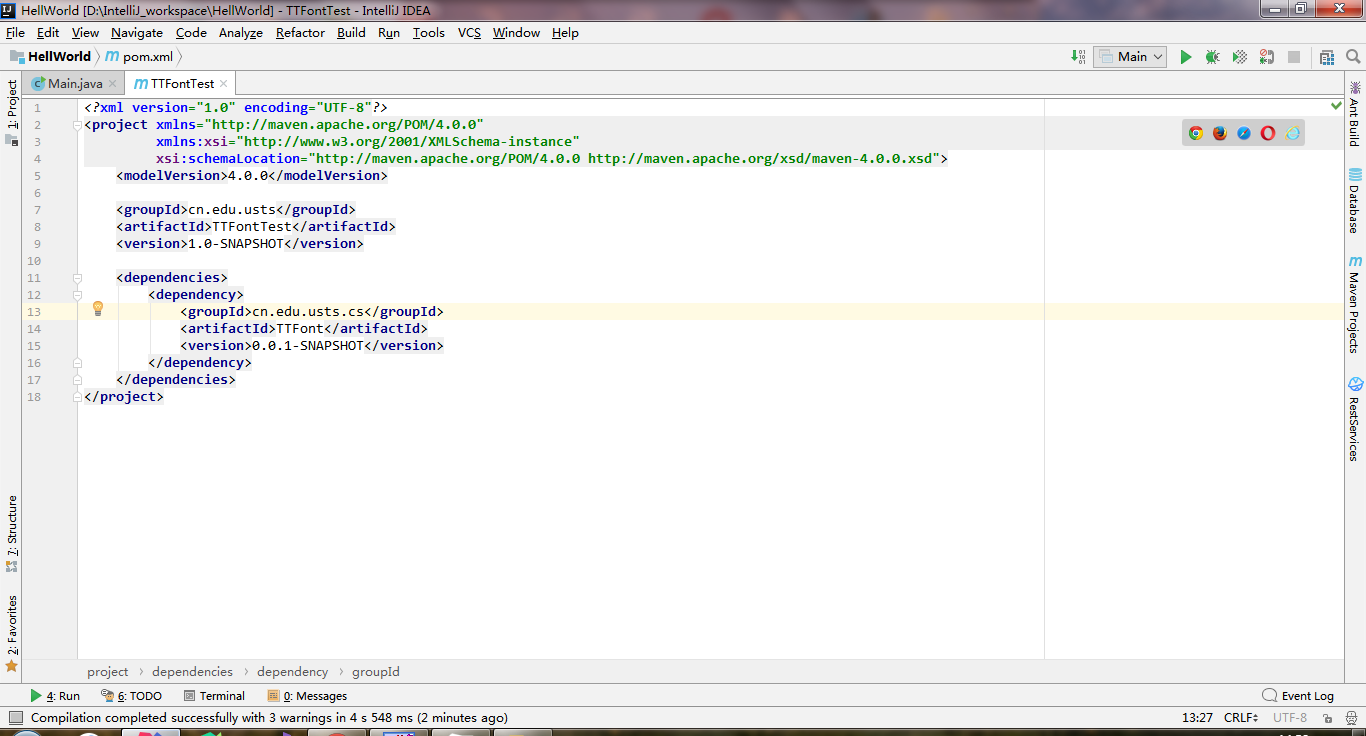 HellWorld [D:\IntelliJ_workspace\HellWorld] - TTFontTest - IntelliJ IDEA
File Edit View Navigate Code Analyze Refactor Build Run Tools VCS Window Help
HellWorld pom.xml Main
Main.java TTFontTest
1: Project
7: Structure
2: Favorites
1 <?xml version="1.0" encoding="UTF-8"?>
2 <project xmlns="http://maven.apache.org/POM/4.0.0"
3 xmlns:xsi="http://www.w3.org/2001/XMLSchema-instance"
4 xsi:schemaLocation="http://maven.apache.org/POM/4.0.0 http://maven.apache.org/xsd/maven-4.0.0.xsd">
5 <modelVersion>4.0.0</modelVersion>
6
7 <groupId>cn.edu.usts</groupId>
8 <artifactId>TTFontTest</artifactId>
9 <version>1.0-SNAPSHOT</version>
10
11 <dependencies>
12 <dependency>
13 <groupId>cn.edu.usts.cs</groupId>
14 <artifactId>TTFont</artifactId>
15 <version>0.0.1-SNAPSHOT</version>
16 </dependency>
17 </dependencies>
18 </project>
Ant Build
Database
Maven Projects
RestServices
project › dependencies › dependency › groupId
4: Run 6: TODO Terminal 0: Messages Event Log
Compilation completed successfully with 3 warnings in 4 s 548 ms (2 minutes ago) 13:27 CRLF UTF-8